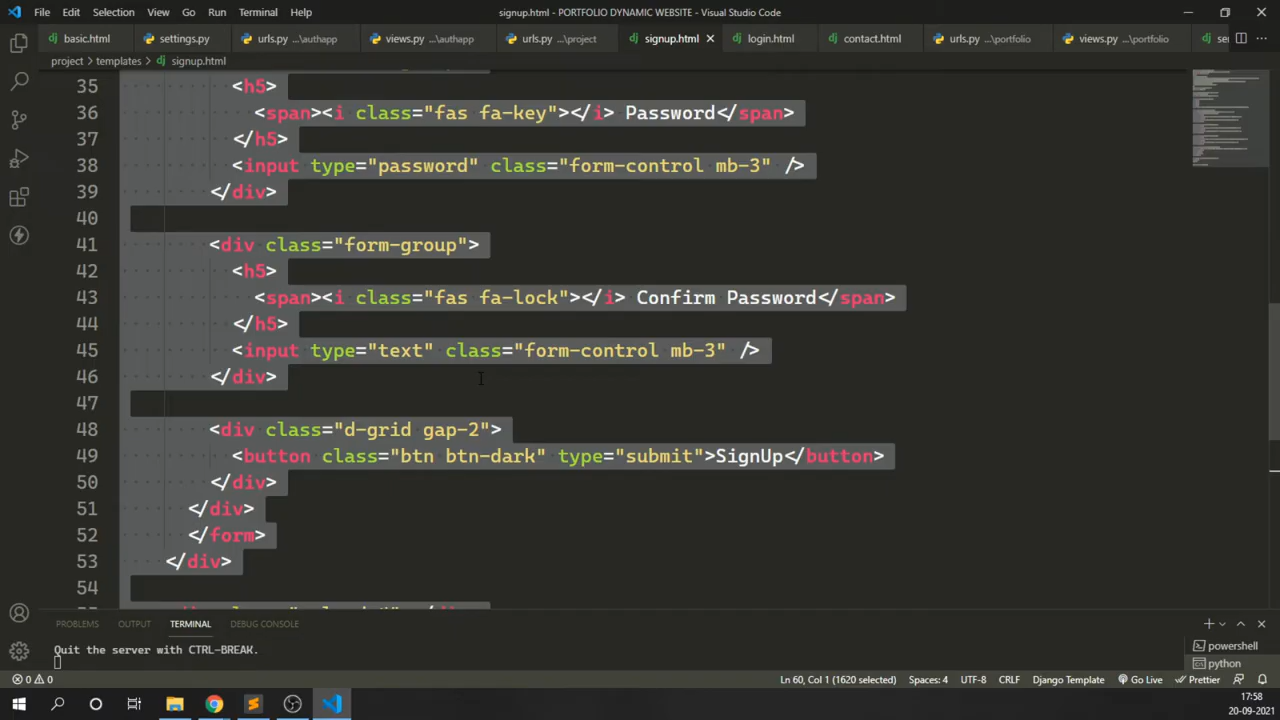 File Edit Selection View Go Run Terminal Help signup.html - PORTFOLIO DYNAMIC WEBSITE - Visual Studio Code
basic.html settings.py urls.py ...\authapp views.py ...\authapp urls.py ...\project signup.html login.html contact.html urls.py ...\portfolio views.py ...\portfolio
project > templates > signup.html
35 <h5>
36 <span><i class="fas fa-key"></i> Password</span>
37 </h5>
38 <input type="password" class="form-control mb-3" />
39 </div>
40
41 <div class="form-group">
42 <h5>
43 <span><i class="fas fa-lock"></i> Confirm Password</span>
44 </h5>
45 <input type="text" class="form-control mb-3" />
46 </div>
47
48 <div class="d-grid gap-2">
49 <button class="btn btn-dark" type="submit">SignUp</button>
50 </div>
51 </div>
52 </form>
53 </div>
54
PROBLEMS OUTPUT TERMINAL DEBUG CONSOLE
Quit the server with CTRL-BREAK.
powershell
python
0 0 Ln 60, Col 1 (1620 selected) Spaces: 4 UTF-8 CRLF Django Template Go Live Prettier
17:58
20-09-2021